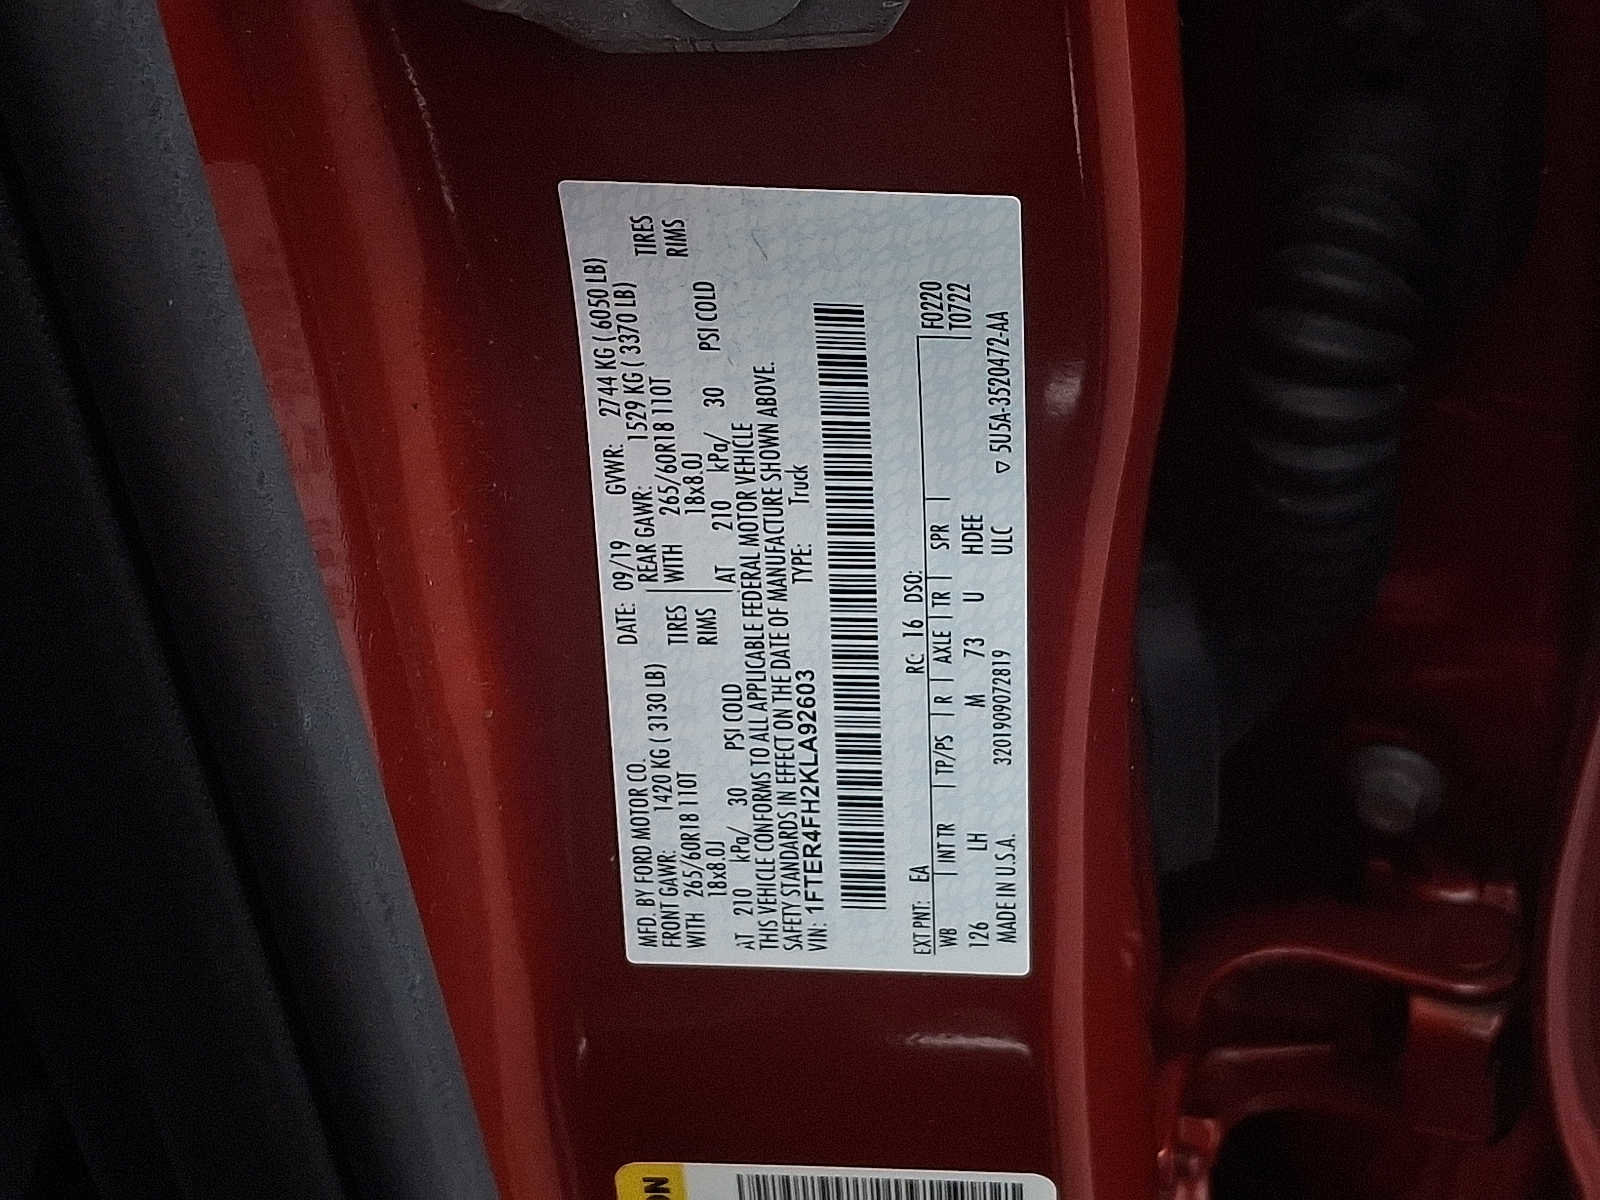 MFD. BY FORD MOTOR CO.
DATE: 09/19 GVWR: 2744 KG ( 6050 LB)
FRONT GAWR: 1420 KG ( 3130 LB) REAR GAWR: 1529 KG ( 3370 LB)
WITH 265/60R18 110T TIRES WITH 265/60R18 110T TIRES
18x8.0J RIMS 18x8.0J RIMS
AT 210 kPa/ 30 PSI COLD AT 210 kPa/ 30 PSI COLD
THIS VEHICLE CONFORMS TO ALL APPLICABLE FEDERAL MOTOR VEHICLE
SAFETY STANDARDS IN EFFECT ON THE DATE OF MANUFACTURE SHOWN ABOVE.
VIN: 1FTER4FH2KLA92603 TYPE: Truck
EXT PNT: EA RC: 16 DSO: F0220
WB INT TR TP/PS R AXLE TR SPR T0722
126 LH M 73 U HDEE
MADE IN U.S.A. 3201909072819 ULC ▽ 5U5A-3520472-AA
ON